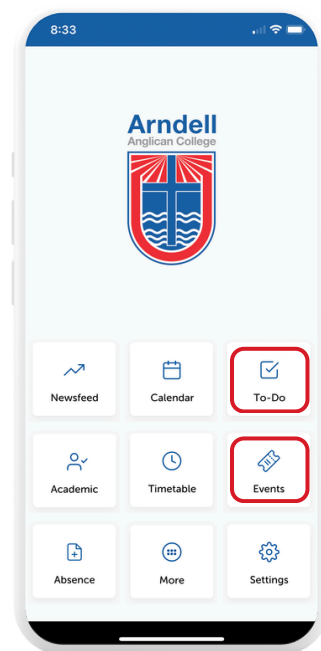 8:33
Arndell
Anglican College
Newsfeed
Calendar
To-Do
Academic
Timetable
Events
Absence
More
Settings